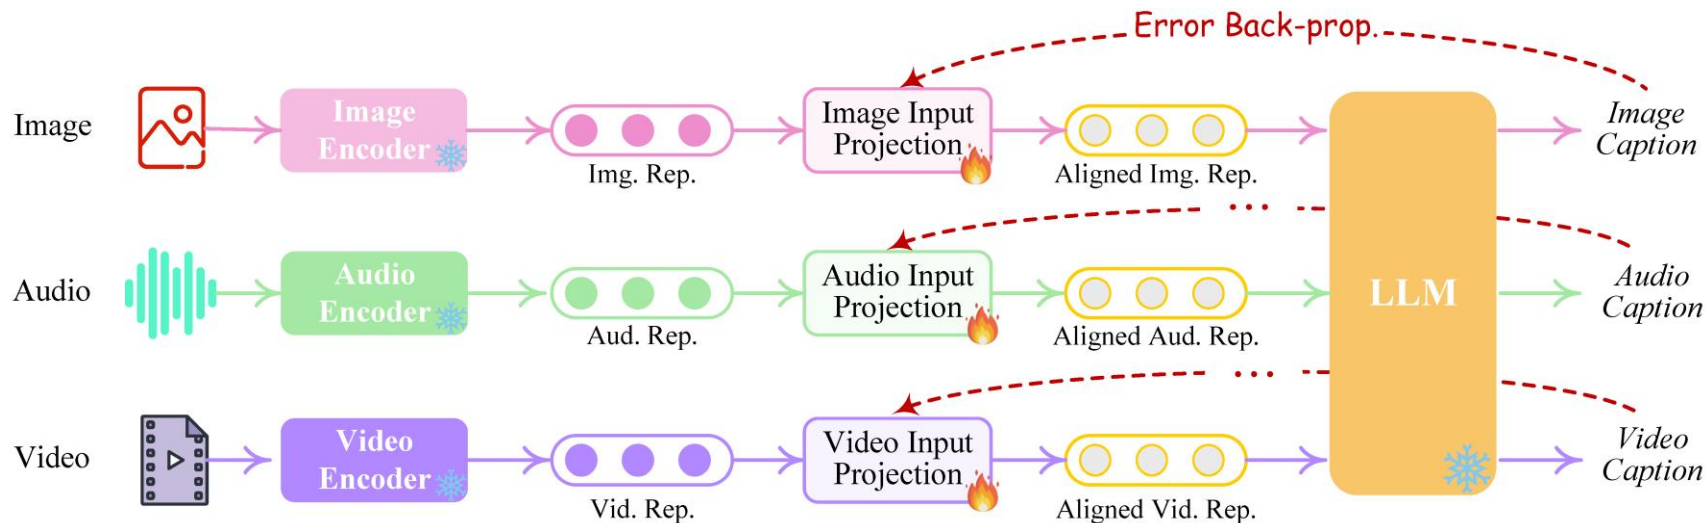 Error Back-prop.
Image
Image
Encoder
Img. Rep.
Image Input
Projection
Aligned Img. Rep.
Image
Caption
Audio
Audio
Encoder
Aud. Rep.
Audio Input
Projection
Aligned Aud. Rep.
...
LLM
Audio
Caption
Video
Video
Encoder
Vid. Rep.
Video Input
Projection
Aligned Vid. Rep.
...
Video
Caption